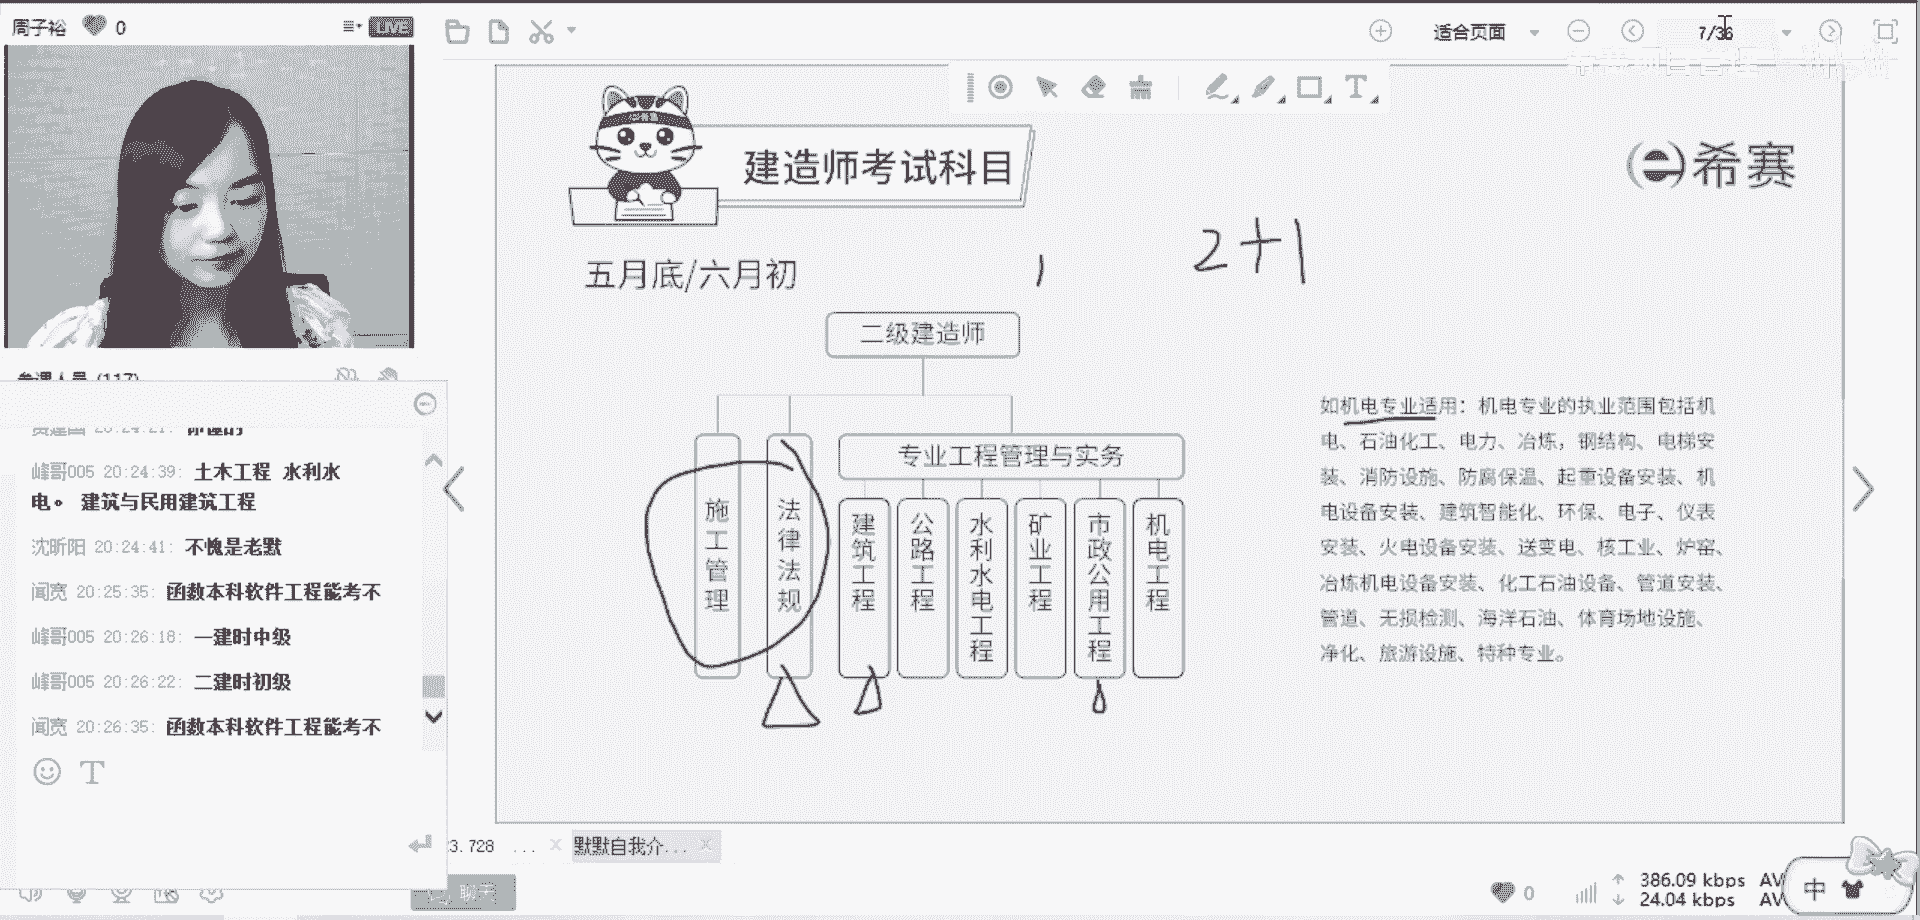 周子裕 0
LIVE
适合页面
7/36
建造师考试科目
希赛
五月底/六月初
2+1
二级建造师
专业工程管理与实务
施工管理
法律法规
建筑工程
公路工程
水利水电工程
矿业工程
市政公用工程
机电工程
如机电专业适用：机电专业的执业范围包括机
电、石油化工、电力、冶炼，钢结构、电梯安
装、消防设施、防腐保温、起重设备安装、机
电设备安装、建筑智能化、环保、电子、仪表
安装、火电设备安装、送变电、核工业、炉窑、
冶炼机电设备安装、化工石油设备、管道安装、
管道、无损检测、海洋石油、体育场地设施、
净化、旅游设施、特种专业。
峰哥005 20:24:39: 土木工程 水利水
电。 建筑与民用建筑工程
沈昕阳 20:24:41: 不愧是老默
闻宽 20:25:35: 函数本科软件工程能考不
峰哥005 20:26:18: 一建时中级
峰哥005 20:26:22: 二建时初级
闻宽 20:26:35: 函数本科软件工程能考不
3.728 ...
默默自我介...
聊天
0
386.09 kbps
24.04 kbps
中